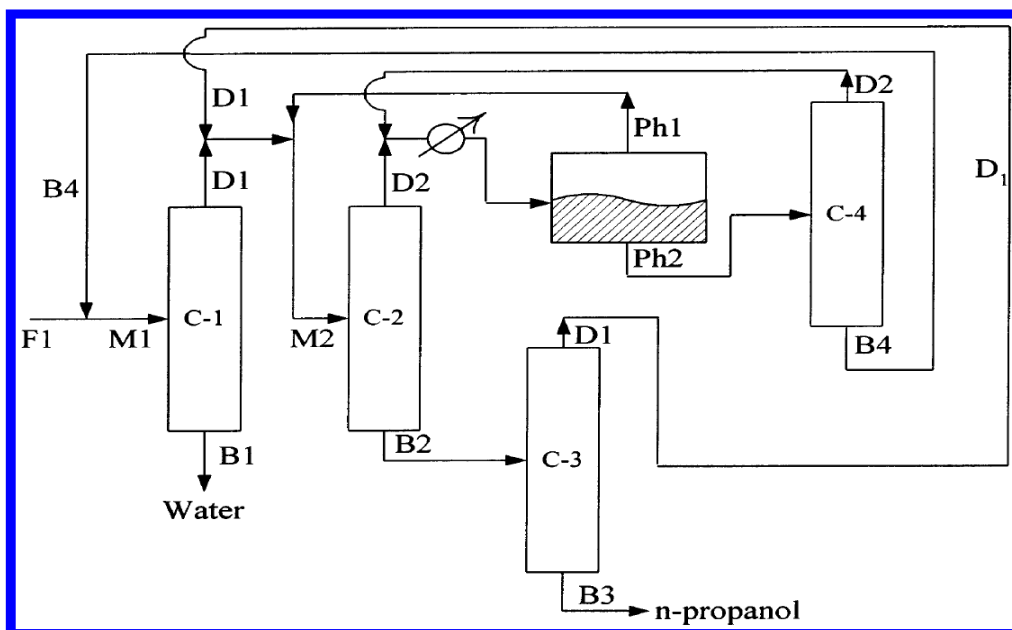 D1
D2
Ph1
D₁
B4
D1
D2
C-4
Ph2
C-1
C-2
F1
M1
M2
D1
B4
B1
B2
C-3
Water
B3
n-propanol